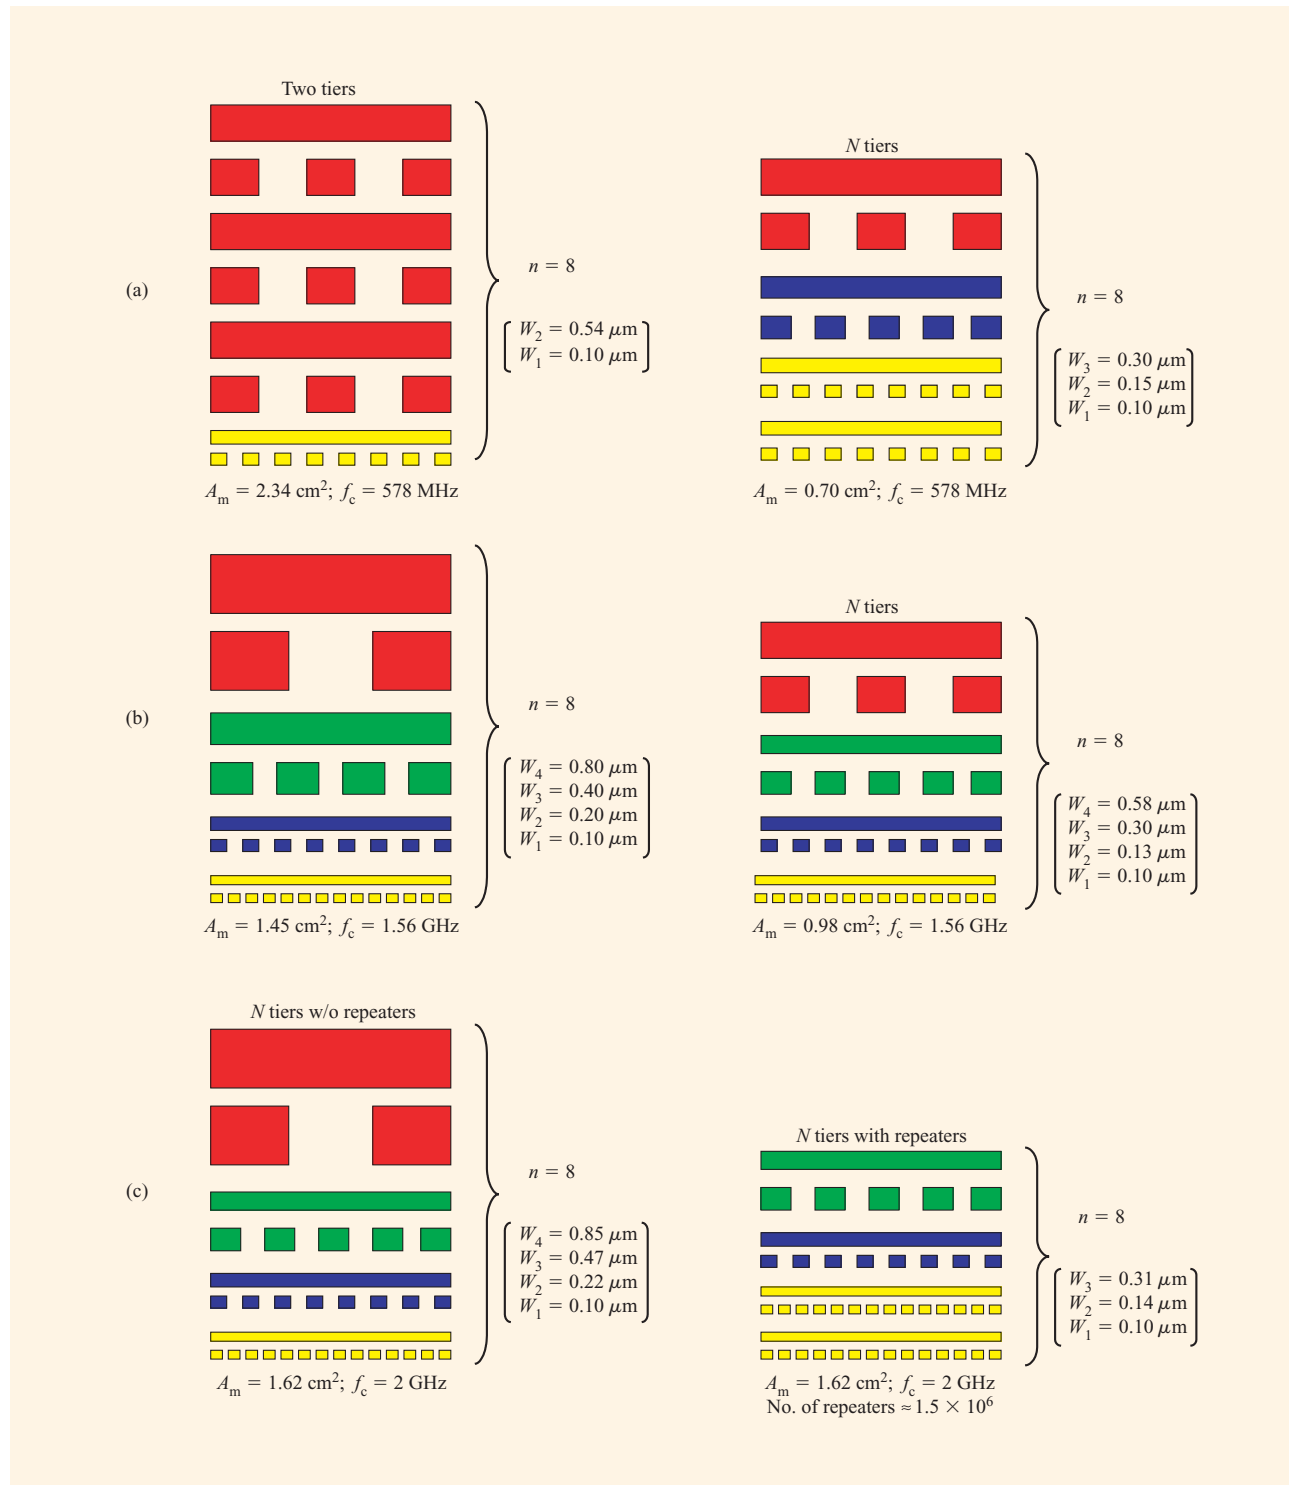 Two tiers
n = 8
W₂ = 0.54 μm
W₁ = 0.10 μm
Aₘ = 2.34 cm²; f_c = 578 MHz
(a)
N tiers
n = 8
W₃ = 0.30 μm
W₂ = 0.15 μm
W₁ = 0.10 μm
Aₘ = 0.70 cm²; f_c = 578 MHz
(b)
n = 8
W₄ = 0.80 μm
W₃ = 0.40 μm
W₂ = 0.20 μm
W₁ = 0.10 μm
Aₘ = 1.45 cm²; f_c = 1.56 GHz
N tiers
n = 8
W₄ = 0.58 μm
W₃ = 0.30 μm
W₂ = 0.13 μm
W₁ = 0.10 μm
Aₘ = 0.98 cm²; f_c = 1.56 GHz
(c)
N tiers w/o repeaters
n = 8
W₄ = 0.85 μm
W₃ = 0.47 μm
W₂ = 0.22 μm
W₁ = 0.10 μm
Aₘ = 1.62 cm²; f_c = 2 GHz
N tiers with repeaters
n = 8
W₃ = 0.31 μm
W₂ = 0.14 μm
W₁ = 0.10 μm
Aₘ = 1.62 cm²; f_c = 2 GHz
No. of repeaters ≈ 1.5 × 10⁶